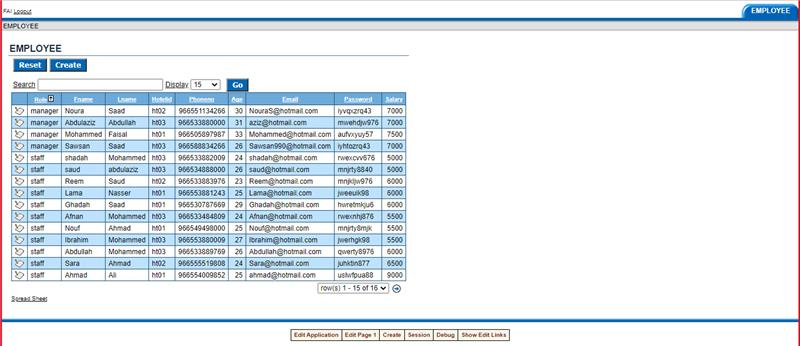 FAI Logout
EMPLOYEE
EMPLOYEE
EMPLOYEE
Reset Create
Search Display 15 Go
Role Fname Lname Hotelid Phonenu Age Email Password Salary
manager Noura Saad ht02 966551134266 30 NouraS@hotmail.com iyvqxzrq43 7000
manager Abdulaziz Abdullah ht03 966533880000 31 aziz@hotmail.com mwehdjw976 7000
manager Mohammed Faisal ht01 966505897987 33 Mohammed@hotmail.com aufvxyuy57 7500
manager Sawsan Saad ht03 966588834266 26 Sawsan990@hotmail.com iyhtozrq43 7000
staff shadah Mohammed ht03 966533882009 24 shadah@hotmail.com rwexcvv676 5000
staff saud abdulaziz ht03 966534888000 26 saud@hotmail.com mnjrty8840 5000
staff Reem Saud ht02 966533883976 23 Reem@hotmail.com mnjkljw976 6000
staff Lama Nasser ht01 966553881243 25 Lama@hotmail.com jweeuik98 6000
staff Ghadah Saad ht01 966530787669 29 Ghadah@hotmail.com hwretmkju6 6000
staff Afnan Mohammed ht03 966533484809 24 Afnan@hotmail.com rwexnhj876 5500
staff Nouf Ahmad ht01 966549498000 25 Nouf@hotmail.com mnjrty8mjk 5500
staff Ibrahim Mohammed ht02 966553880009 27 Ibrahim@hotmail.com jwerhgk98 5500
staff Abdullah Mohammed ht03 966533889769 26 Abdullah@hotmail.com qwerty8976 6000
staff Sara Ahmad ht02 966555519808 24 Sara@hotmail.com juhktin877 6500
staff Ahmad Ali ht01 966554009852 25 ahmad@hotmail.com uslwfpua88 9000
row(s) 1 - 15 of 16
Spread Sheet
Edit Application Edit Page 1 Create Session Debug Show Edit Links